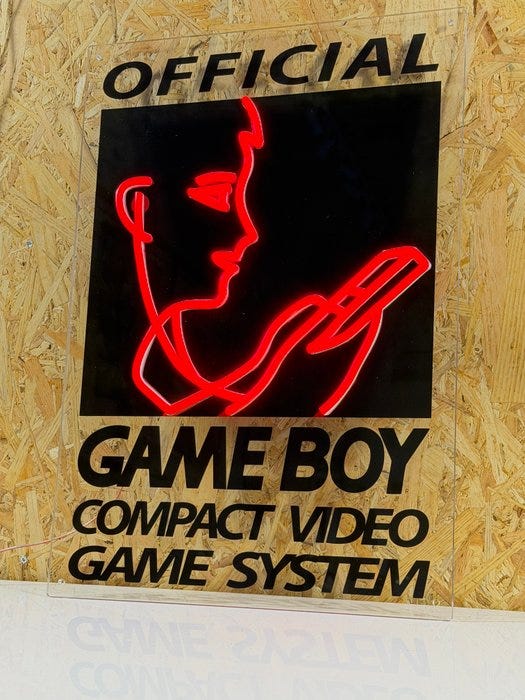 OFFICIAL
GAME BOY
COMPACT VIDEO
GAME SYSTEM